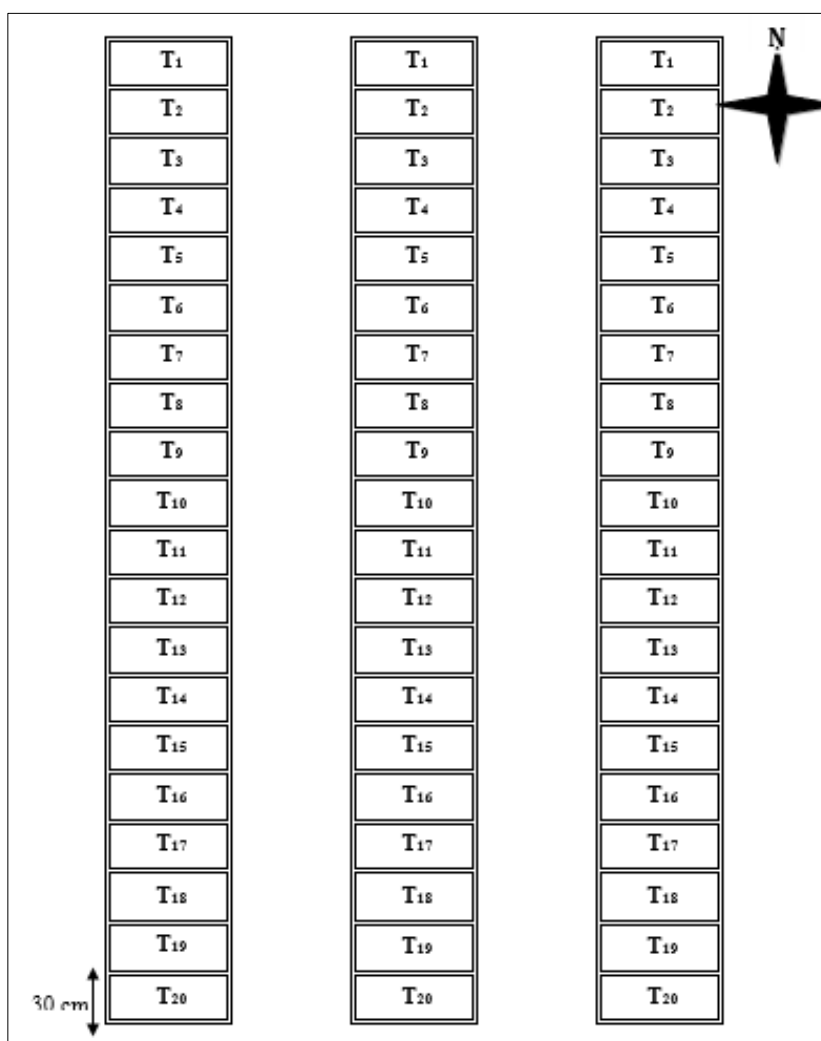 N
T₁ T₁ T₁
T₂ T₂ T₂
T₃ T₃ T₃
T₄ T₄ T₄
T₅ T₅ T₅
T₆ T₆ T₆
T₇ T₇ T₇
T₈ T₈ T₈
T₉ T₉ T₉
T₁₀ T₁₀ T₁₀
T₁₁ T₁₁ T₁₁
T₁₂ T₁₂ T₁₂
T₁₃ T₁₃ T₁₃
T₁₄ T₁₄ T₁₄
T₁₅ T₁₅ T₁₅
T₁₆ T₁₆ T₁₆
T₁₇ T₁₇ T₁₇
T₁₈ T₁₈ T₁₈
T₁₉ T₁₉ T₁₉
30 cm T₂₀ T₂₀ T₂₀